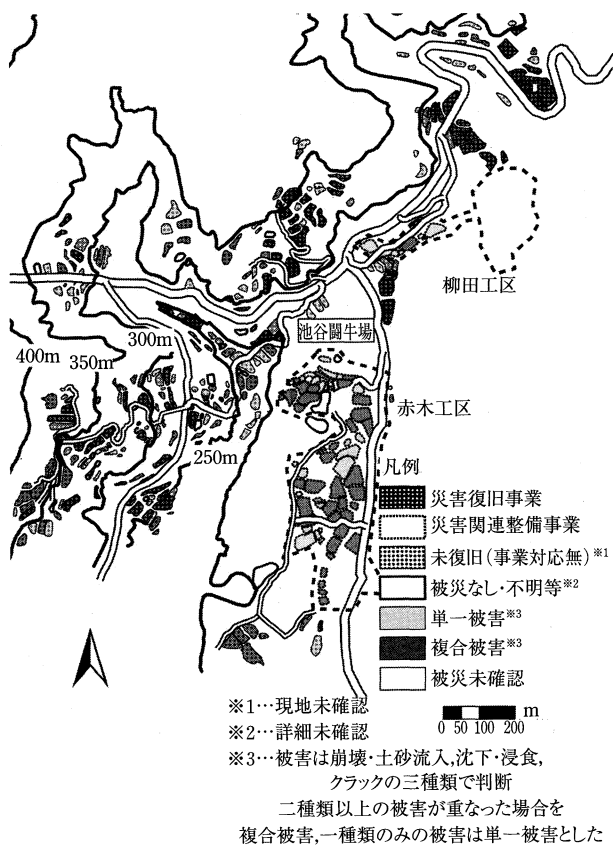 柳田工区
池谷闘牛場
300m
400m
350m
赤木工区
250m
凡例
災害復旧事業
災害関連整備事業
未復旧(事業対応無)※1
被災なし・不明等※2
単一被害※3
複合被害※3
被災未確認
m
0 50 100 200
※1…現地未確認
※2…詳細未確認
※3…被害は崩壊・土砂流入,沈下・浸食,
クラックの三種類で判断
二種類以上の被害が重なった場合を
複合被害,一種類のみの被害は単一被害とした